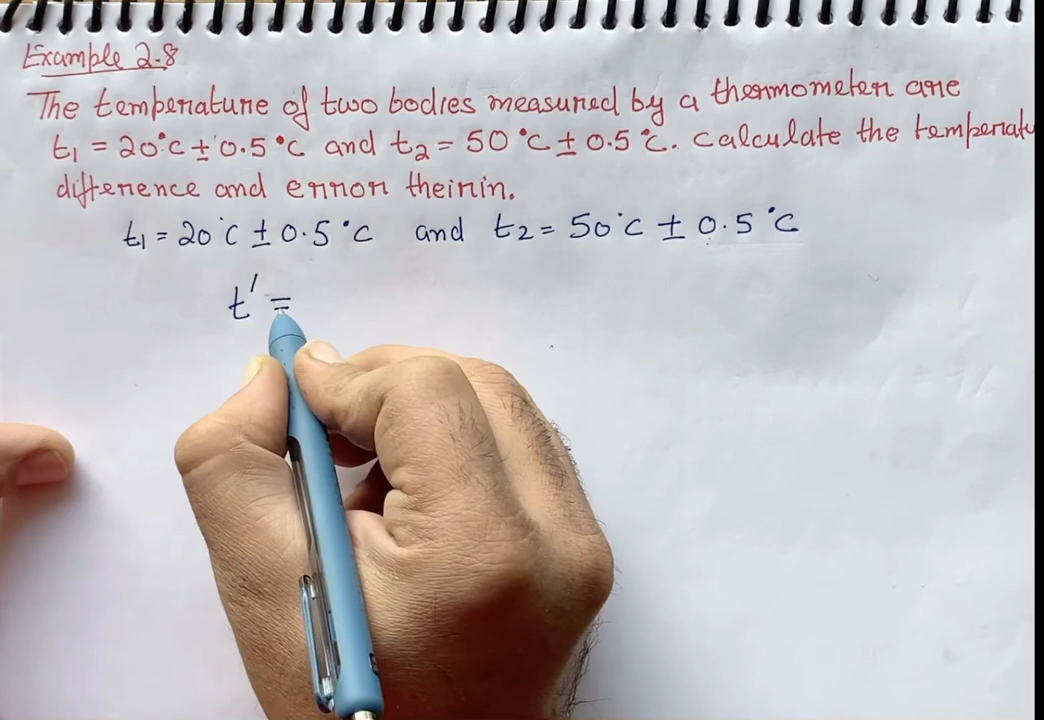 Example 2.8
The temperature of two bodies measured by a thermometer are
t₁ = 20°C ± 0.5 °C and t₂ = 50 °C ± 0.5 °C. calculate the temperatu
difference and error theirin.
t₁ = 20°C ± 0.5 °C and t₂ = 50°C ± 0.5 °C
t' =